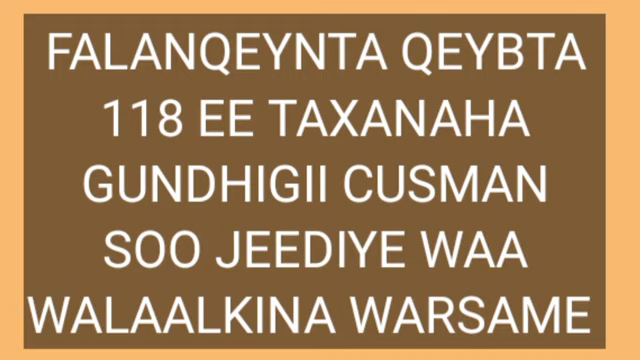 FALANQEYNTA QEYBTA
118 EE TAXANAHA
GUNDHIGII CUSMAN
SOO JEEDIYE WAA
WALAALKINA WARSAME